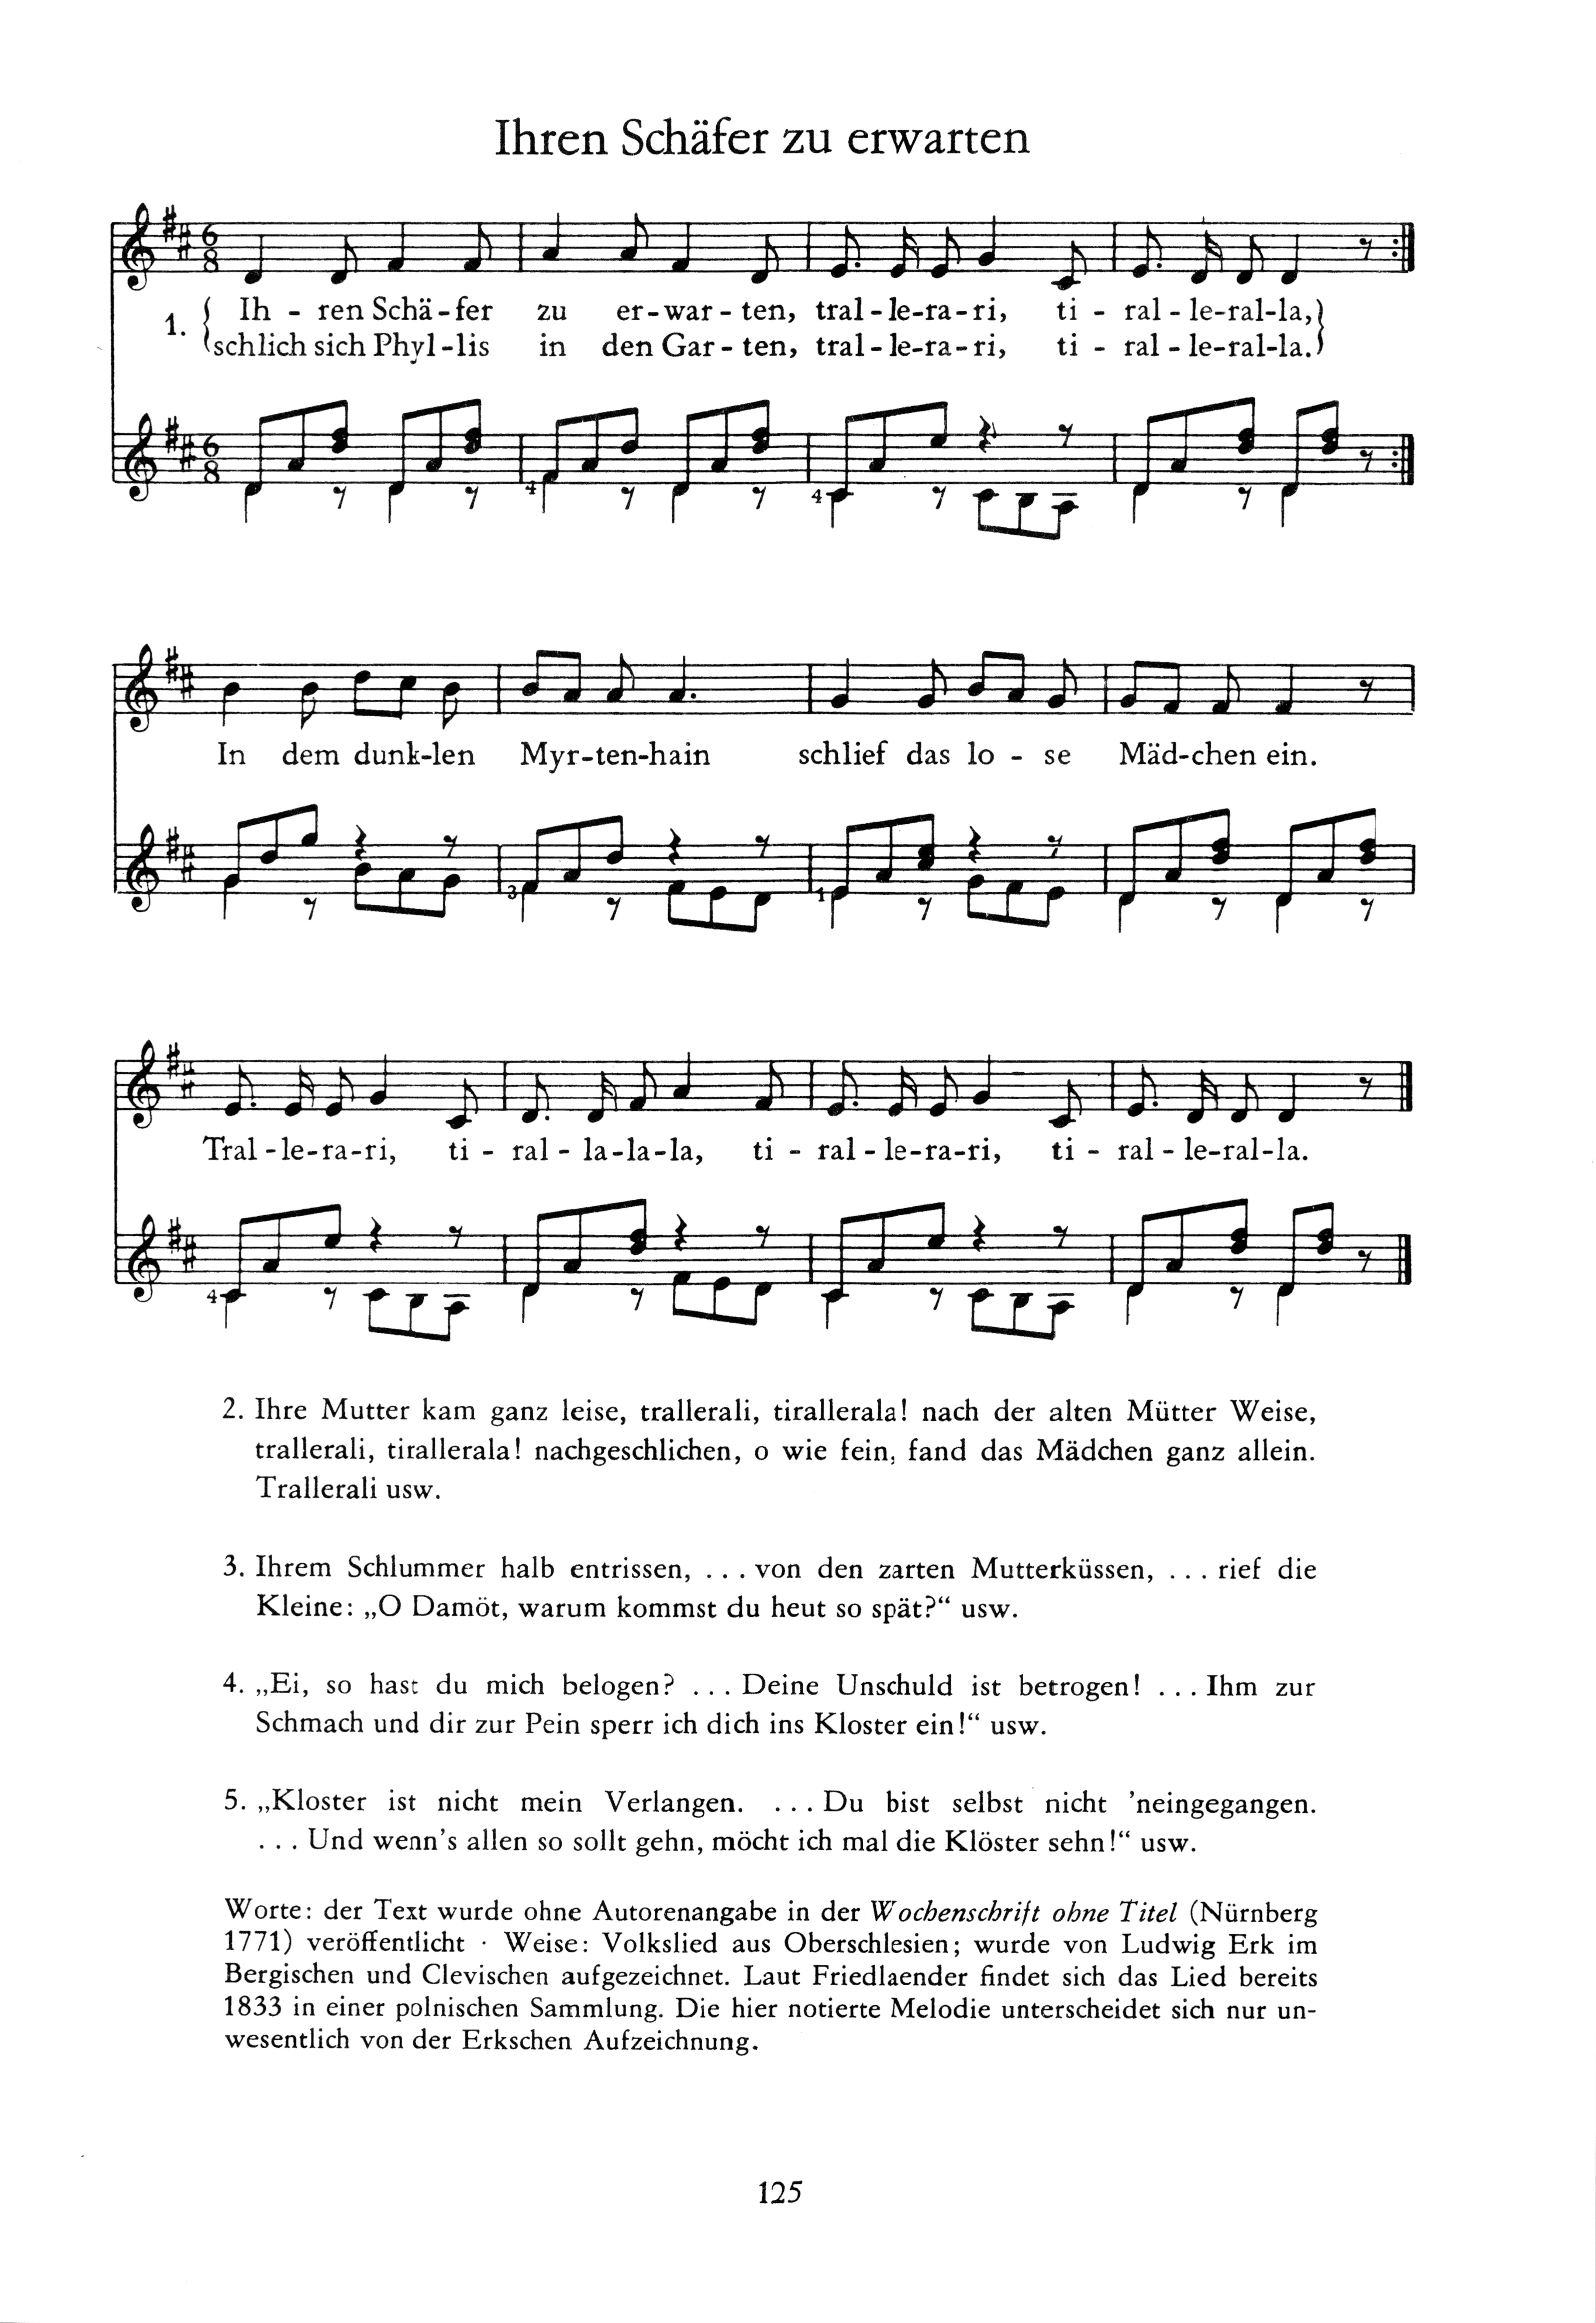 Ihren Schäfer zu erwarten
1. Ih - ren Schä-fer zu er-war-ten, tral-le-ra-ri, ti - ral-le-ral-la,
schlich sich Phyl-lis in den Gar-ten, tral-le-ra-ri, ti - ral-le-ral-la.
4 4
In dem dunk-len Myr-ten-hain schlief das lo - se Mäd-chen ein.
3 1
Tral-le-ra-ri, ti - ral-la-la-la, ti - ral-le-ra-ri, ti - ral-le-ral-la.
4
2. Ihre Mutter kam ganz leise, trallerali, tirallerala! nach der alten Mütter Weise,
trallerali, tirallerala! nachgeschlichen, o wie fein, fand das Mädchen ganz allein.
Trallerali usw.
3. Ihrem Schlummer halb entrissen, ... von den zarten Mutterküssen, ... rief die
Kleine: „O Damöt, warum kommst du heut so spät?“ usw.
4. „Ei, so hast du mich belogen? ... Deine Unschuld ist betrogen! ... Ihm zur
Schmach und dir zur Pein sperr ich dich ins Kloster ein!“ usw.
5. „Kloster ist nicht mein Verlangen. ... Du bist selbst nicht 'neingegangen.
... Und wenn's allen so sollt gehn, möcht ich mal die Klöster sehn!“ usw.
Worte: der Text wurde ohne Autorenangabe in der Wochenschrift ohne Titel (Nürnberg
1771) veröffentlicht · Weise: Volkslied aus Oberschlesien; wurde von Ludwig Erk im
Bergischen und Clevischen aufgezeichnet. Laut Friedlaender findet sich das Lied bereits
1833 in einer polnischen Sammlung. Die hier notierte Melodie unterscheidet sich nur un-
wesentlich von der Erkschen Aufzeichnung.
125